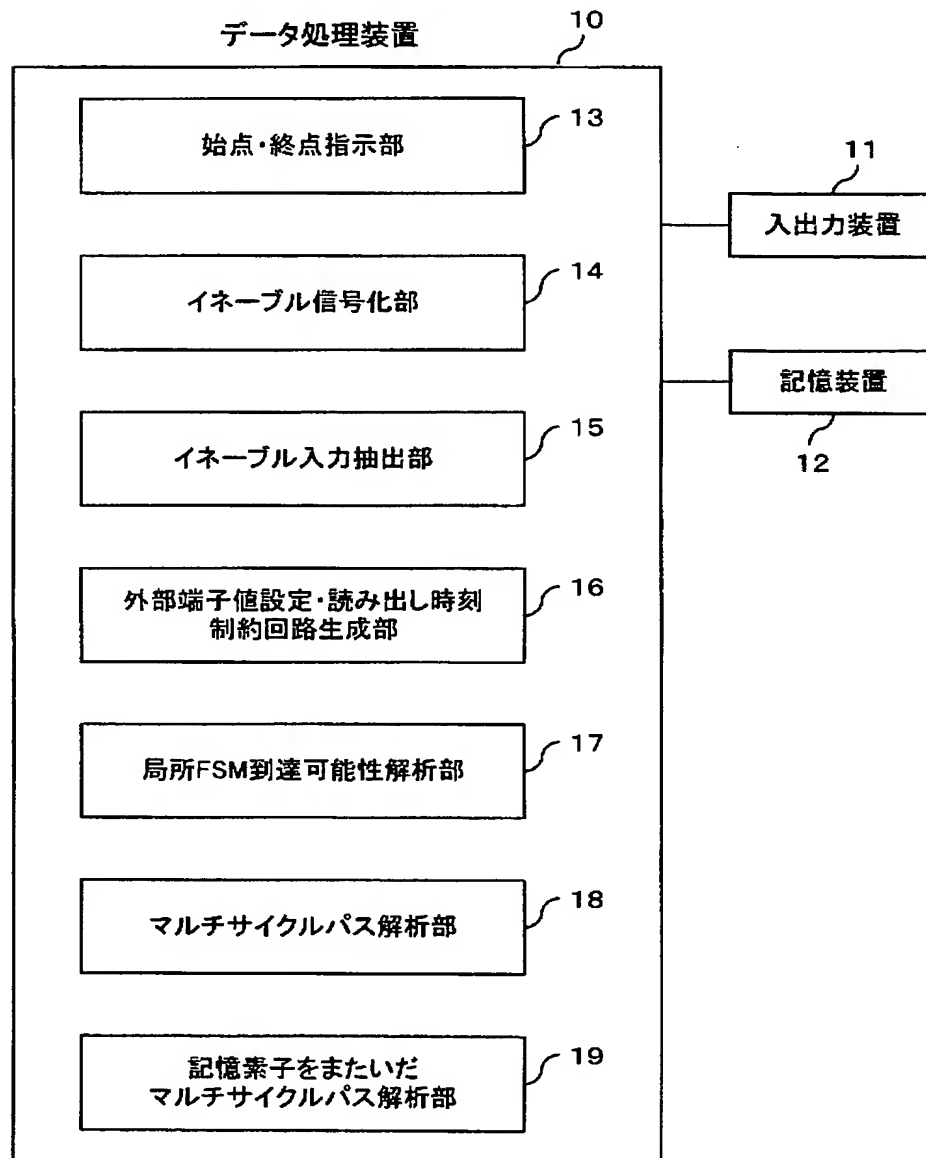 データ処理装置
10
始点・終点指示部
13
イネーブル信号化部
14
イネーブル入力抽出部
15
外部端子値設定・読み出し時刻
制約回路生成部
16
局所FSM到達可能性解析部
17
マルチサイクルパス解析部
18
記憶素子をまたいだ
マルチサイクルパス解析部
19
11
入出力装置
記憶装置
12